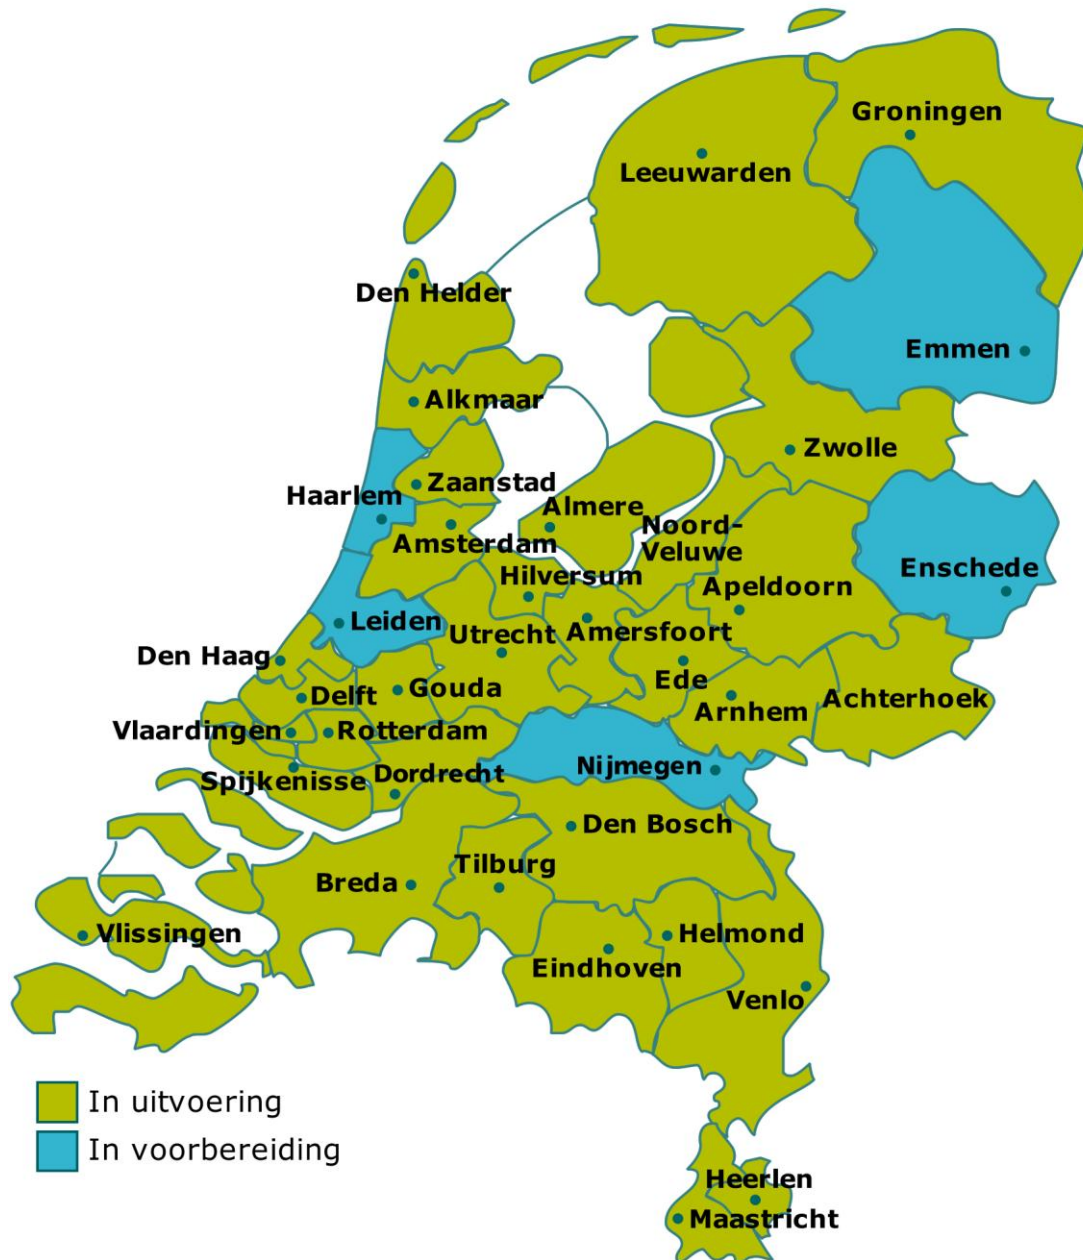 Groningen
Leeuwarden
Den Helder
Emmen
Alkmaar
Zwolle
Zaanstad
Haarlem
Almere
Noord-
Veluwe
Amsterdam
Hilversum
Enschede
Apeldoorn
Leiden
Utrecht
Amersfoort
Den Haag
Ede
Gouda
Delft
Achterhoek
Arnhem
Vlaardingen
Rotterdam
Nijmegen
Dordrecht
Spijkenisse
Den Bosch
Tilburg
Breda
Vlissingen
Helmond
Eindhoven
Venlo
In uitvoering
In voorbereiding
Heerlen
Maastricht